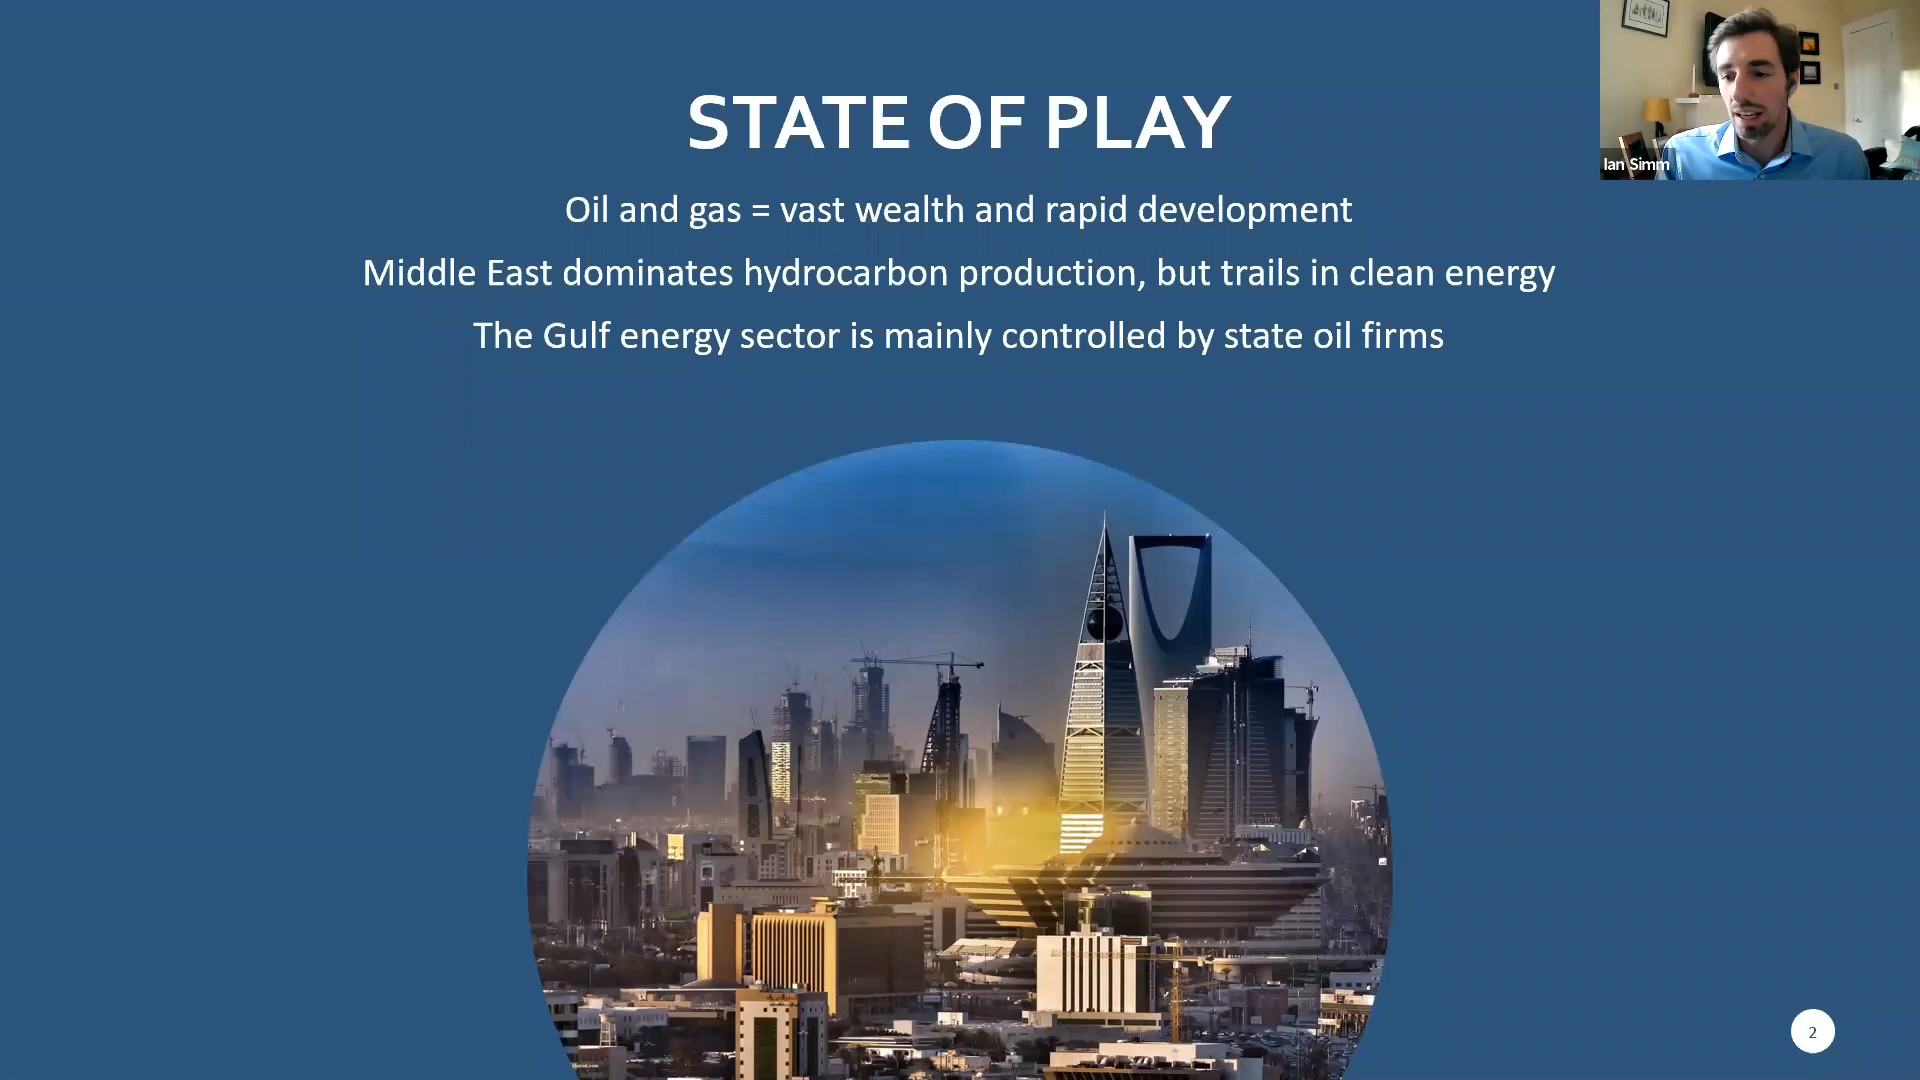 STATE OF PLAY
Oil and gas = vast wealth and rapid development
Middle East dominates hydrocarbon production, but trails in clean energy
The Gulf energy sector is mainly controlled by state oil firms
Ian Simm
2